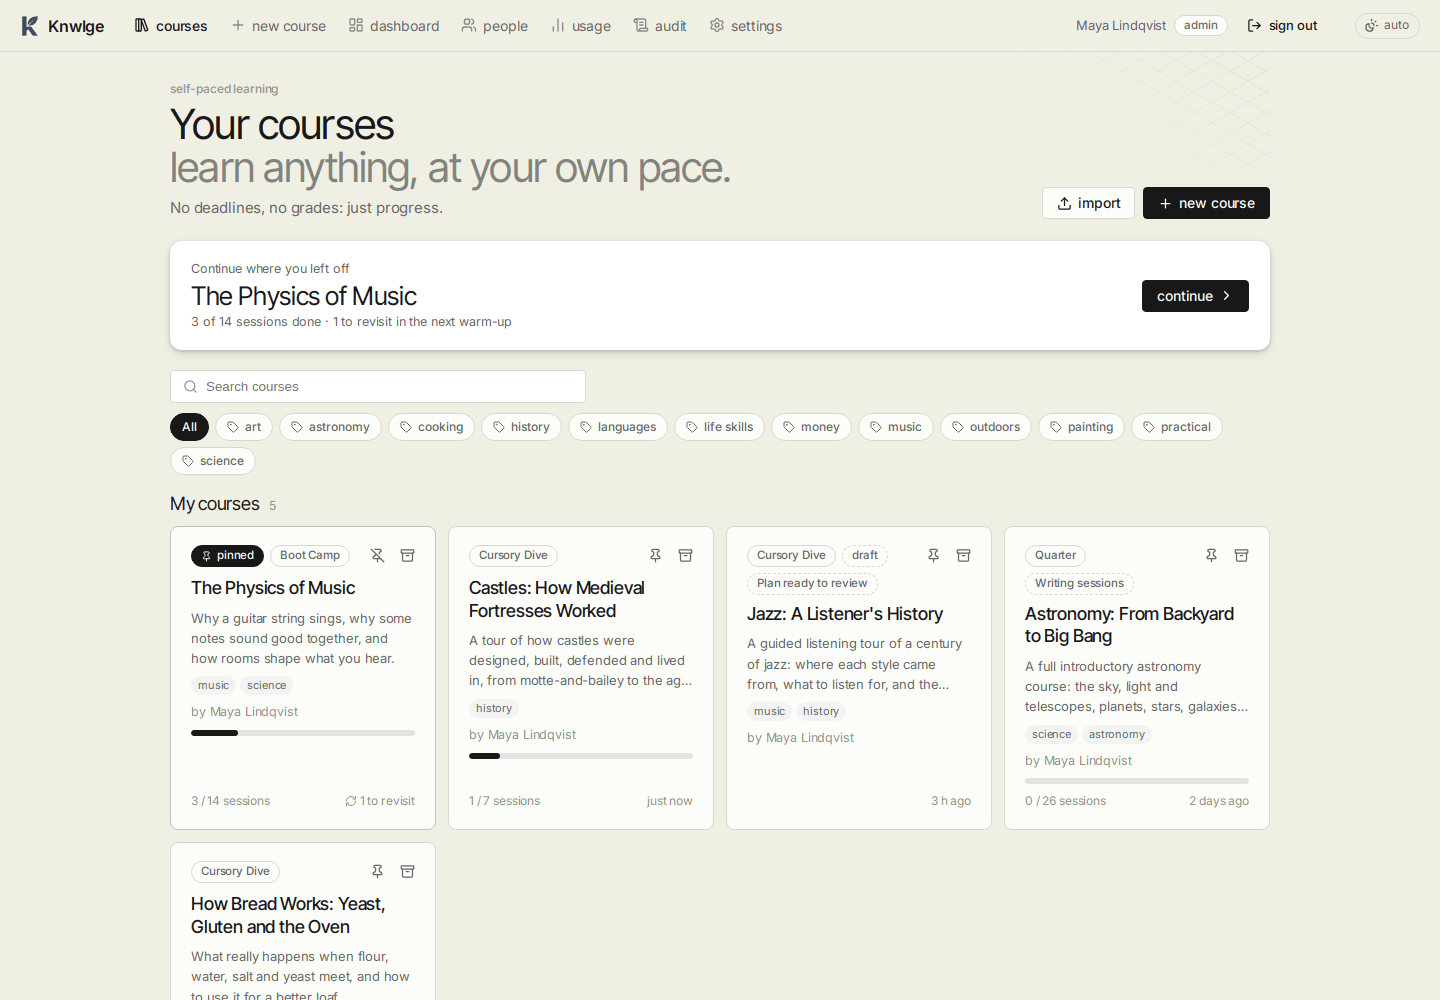 Knwlge
courses
new course
dashboard
people
usage
audit
settings
Maya Lindqvist
admin
sign out
auto
self-paced learning
Your courses
learn anything, at your own pace.
No deadlines, no grades: just progress.
import
new course
Continue where you left off
The Physics of Music
3 of 14 sessions done · 1 to revisit in the next warm-up
continue
Search courses
All
art
astronomy
cooking
history
languages
life skills
money
music
outdoors
painting
practical
science
My courses 5
pinned
Boot Camp
The Physics of Music
Why a guitar string sings, why some
notes sound good together, and
how rooms shape what you hear.
music
science
by Maya Lindqvist
3 / 14 sessions
1 to revisit
Cursory Dive
Castles: How Medieval
Fortresses Worked
A tour of how castles were
designed, built, defended and lived
in, from motte-and-bailey to the ag...
history
by Maya Lindqvist
1 / 7 sessions
just now
Cursory Dive
draft
Plan ready to review
Jazz: A Listener's History
A guided listening tour of a century
of jazz: where each style came
from, what to listen for, and the...
music
history
by Maya Lindqvist
3 h ago
Quarter
Writing sessions
Astronomy: From Backyard
to Big Bang
A full introductory astronomy
course: the sky, light and
telescopes, planets, stars, galaxies...
science
astronomy
by Maya Lindqvist
0 / 26 sessions
2 days ago
Cursory Dive
How Bread Works: Yeast,
Gluten and the Oven
What really happens when flour,
water, salt and yeast meet, and how
to use it for a better loaf.